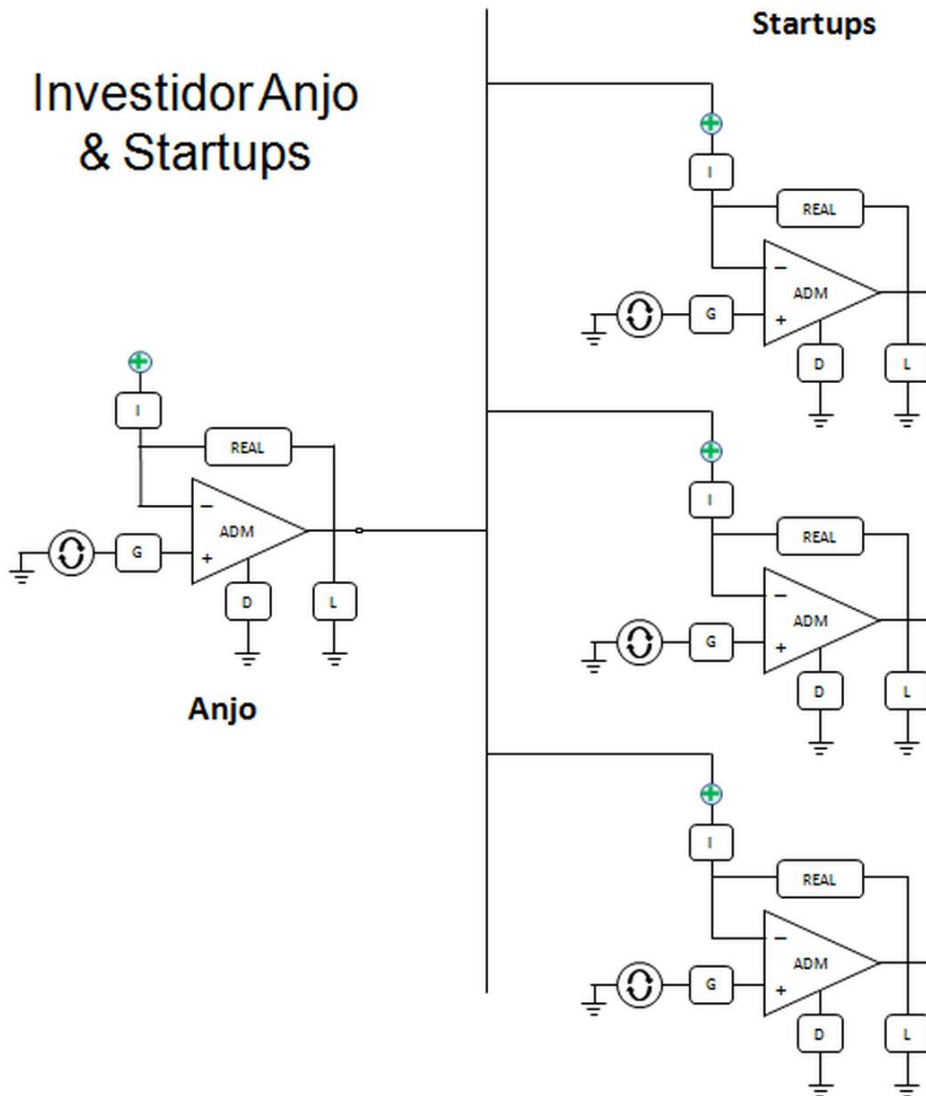 Investidor Anjo
& Startups
Startups
I
REAL
−
ADM
G
+
D
L
I
REAL
−
ADM
G
+
D
L
Anjo
I
REAL
−
ADM
G
+
D
L
I
REAL
−
ADM
G
+
D
L